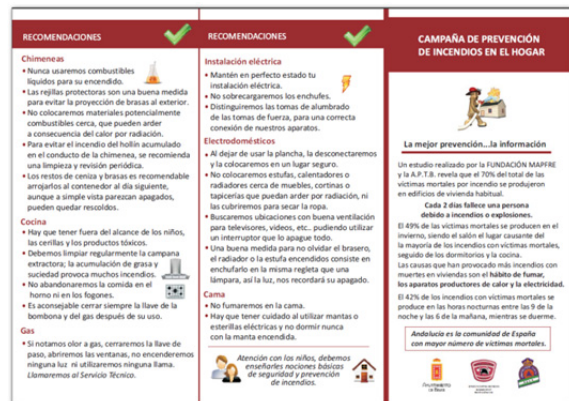 RECOMENDACIONES
Chimeneas
• Nunca usaremos combustibles
líquidos para su encendido.
• Las rejillas protectoras son una buena medida
para evitar la proyección de brasas al exterior.
• No colocaremos materiales potencialmente
combustibles cerca, que pueden arder
a consecuencia del calor por radiación.
• Para evitar el incendio del hollín acumulado
en el conducto de la chimenea, se recomienda
una limpieza y revisión periódica.
• Los restos de ceniza y brasas es recomendable
arrojarlos al contenedor al día siguiente,
aunque a simple vista parezcan apagados,
pueden quedar rescoldos.
Cocina
• Hay que tener fuera del alcance de los niños,
las cerillas y los productos tóxicos.
• Debemos limpiar regularmente la campana
extractora; la acumulación de grasa y
suciedad provoca muchos incendios.
• No abandonaremos la comida en el
horno ni en los fogones.
• Es aconsejable cerrar siempre la llave de la
bombona y del gas después de su uso.
Gas
• Si notamos olor a gas, cerraremos la llave de
paso, abriremos las ventanas, no encenderemos
ninguna luz ni utilizaremos ninguna llama.
Llamaremos al Servicio Técnico.
RECOMENDACIONES
Instalación eléctrica
• Mantén en perfecto estado tu
instalación eléctrica.
• No sobrecargaremos los enchufes.
• Distinguiremos las tomas de alumbrado
de las tomas de fuerza, para una correcta
conexión de nuestros aparatos.
Electrodomésticos
• Al dejar de usar la plancha, la desconectaremos
y la colocaremos en un lugar seguro.
• No colocaremos estufas, calentadores o
radiadores cerca de muebles, cortinas o
tapicerías que puedan arder por radiación, ni
las cubriremos para secar la ropa.
• Buscaremos ubicaciones con buena ventilación
para televisores, videos, etc.. pudiendo utilizar
un interruptor que lo apague todo.
• Una buena medida para no olvidar el brasero,
el radiador o la estufa encendidos consiste en
enchufarlo en la misma regleta que una
lámpara, así la luz, nos recordará su apagado.
Cama
• No fumaremos en la cama.
• Hay que tener cuidado al utilizar mantas o
esterillas eléctricas y no dormir nunca
con la manta encendida.
Atención con los niños, debemos
enseñarles nociones básicas
de seguridad y prevención
de incendios.
CAMPAÑA DE PREVENCIÓN
DE INCENDIOS EN EL HOGAR
La mejor prevención...la información
Un estudio realizado por la FUNDACIÓN MAPFRE
y la A.P.T.B. revela que el 70% del total de las
víctimas mortales por incendio se produjeron
en edificios de vivienda habitual.
Cada 2 días fallece una persona
debido a incendios o explosiones.
El 49% de las víctimas mortales se producen en el
invierno, siendo el salón el lugar causante del
la mayoría de los incendios con víctimas mortales,
seguido de los dormitorios y la cocina.
Las causas que han provocado más incendios con
muertes en viviendas son el hábito de fumar,
los aparatos productores de calor y la electricidad.
El 42% de los incendios con víctimas mortales se
produce en las horas nocturnas entre las 9 de la
noche y las 6 de la mañana, mientras se duerme.
Andalucía es la comunidad de España
con mayor número de víctimas mortales.